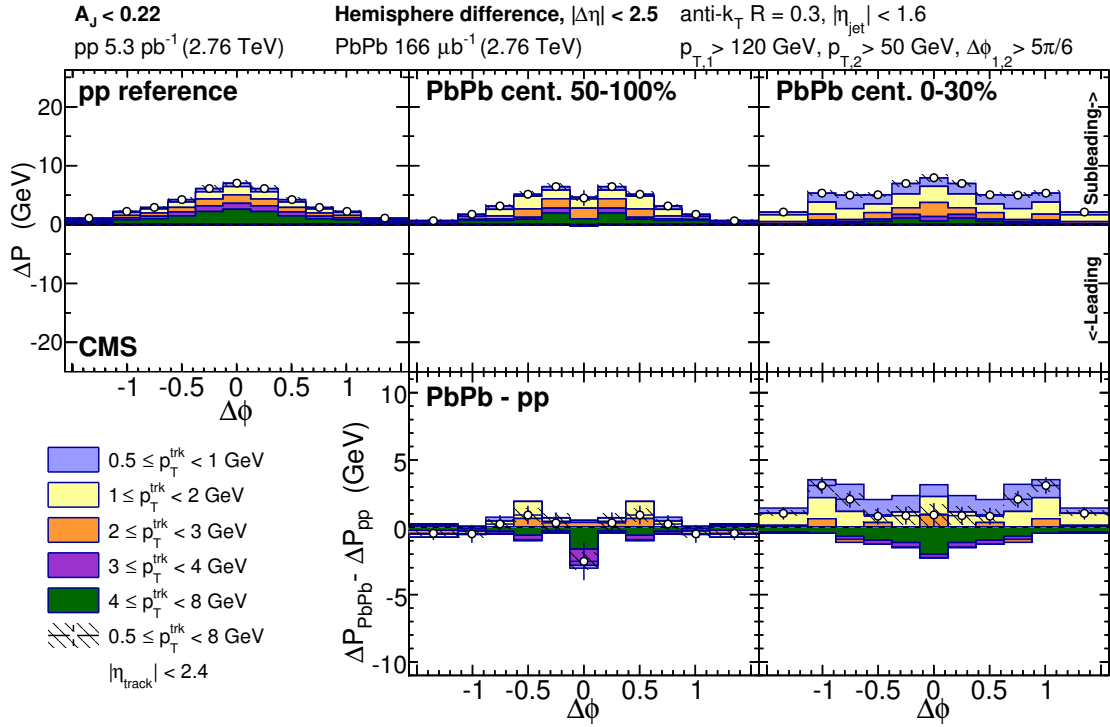 A_J < 0.22 Hemisphere difference, |Δη| < 2.5 anti-k_T R = 0.3, |η_jet| < 1.6
pp 5.3 pb⁻¹ (2.76 TeV) PbPb 166 μb⁻¹ (2.76 TeV) p_T,1 > 120 GeV, p_T,2 > 50 GeV, Δϕ_1,2 > 5π/6
pp reference
PbPb cent. 50-100%
PbPb cent. 0-30%
20
10
0
-10
-20
ΔP (GeV)
Subleading->
<-Leading
CMS
-1 -0.5 0 0.5 1
Δϕ
PbPb - pp
10
5
0
-5
-10
ΔP_PbPb - ΔP_pp (GeV)
0.5 ≤ p_T^trk < 1 GeV
1 ≤ p_T^trk < 2 GeV
2 ≤ p_T^trk < 3 GeV
3 ≤ p_T^trk < 4 GeV
4 ≤ p_T^trk < 8 GeV
0.5 ≤ p_T^trk < 8 GeV
|η_track| < 2.4
-1 -0.5 0 0.5 1
Δϕ
-1 -0.5 0 0.5 1
Δϕ